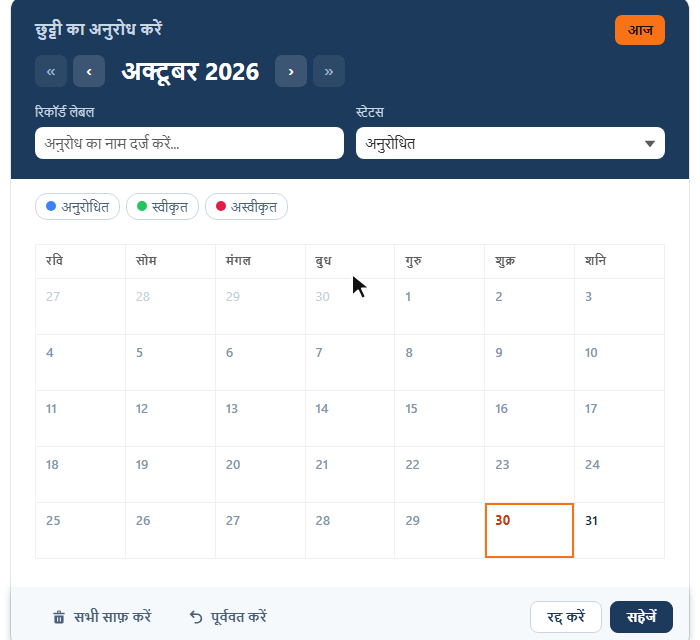 छुट्टी का अनुरोध करें
आज
« ‹ अक्टूबर 2026 › »
रिकॉर्ड लेबल
स्टेटस
अनुरोध का नाम दर्ज करें...
अनुरोधित
अनुरोधित स्वीकृत अस्वीकृत
रवि सोम मंगल बुध गुरु शुक्र शनि
27 28 29 30 1 2 3
4 5 6 7 8 9 10
11 12 13 14 15 16 17
18 19 20 21 22 23 24
25 26 27 28 29 30 31
सभी साफ़ करें पूर्ववत करें रद्द करें सहेजें